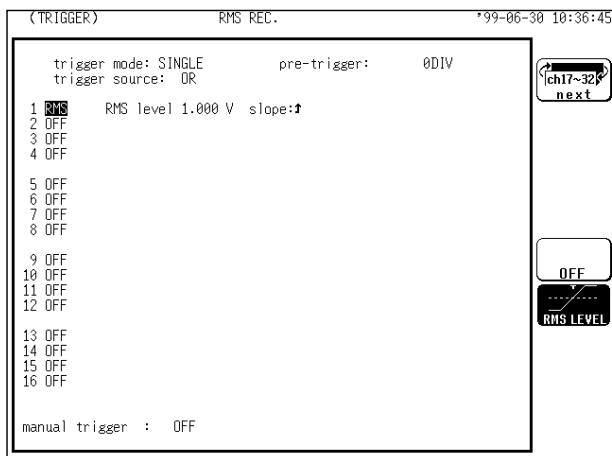 (TRIGGER) RMS REC. '99-06-30 10:36:45
trigger mode: SINGLE pre-trigger: 0DIV
trigger source: OR
1 RMS RMS level 1.000 V slope:↑
2 OFF
3 OFF
4 OFF
5 OFF
6 OFF
7 OFF
8 OFF
9 OFF
10 OFF
11 OFF
12 OFF
13 OFF
14 OFF
15 OFF
16 OFF
manual trigger : OFF
ch17~32
next
OFF
RMS LEVEL